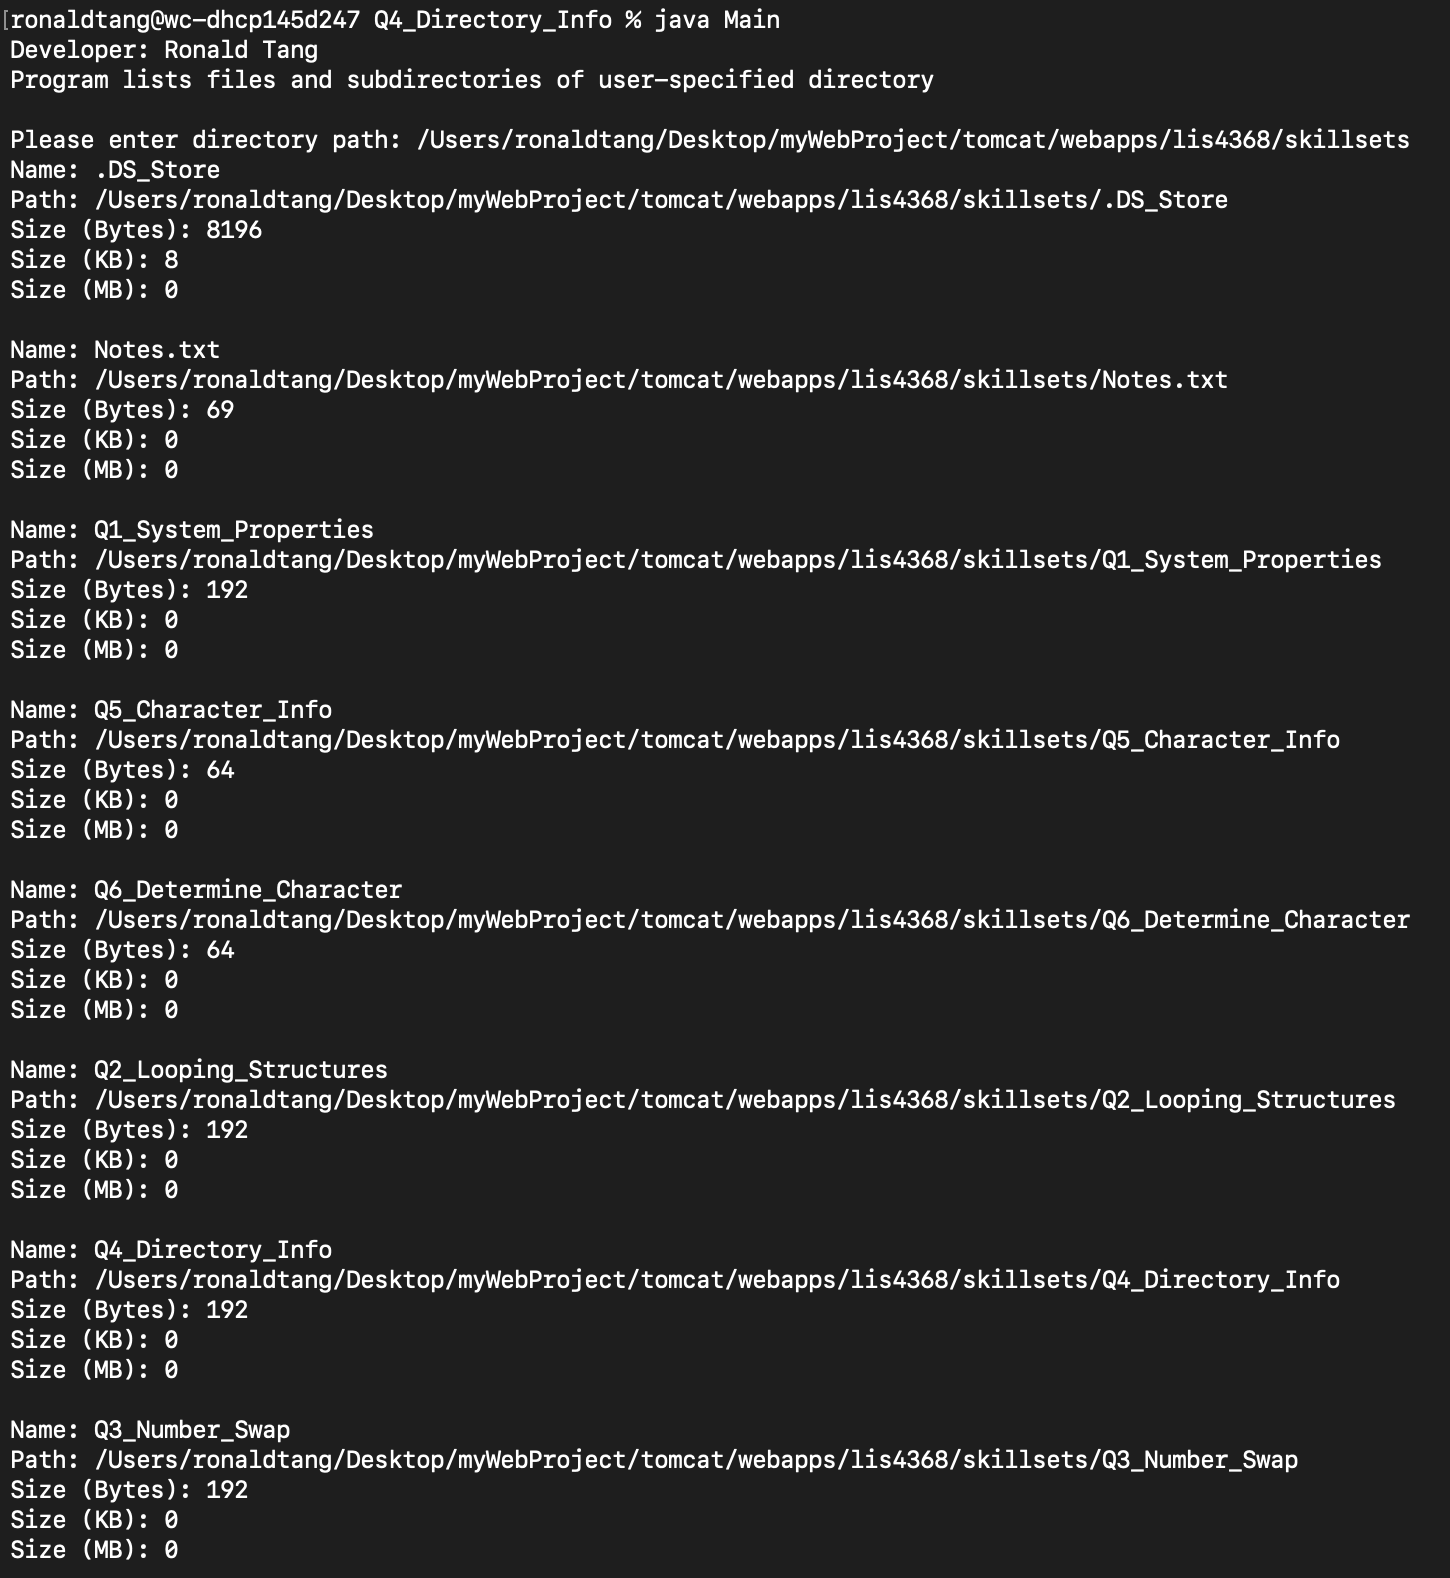 [ronaldtang@wc-dhcp145d247 Q4_Directory_Info % java Main
Developer: Ronald Tang
Program lists files and subdirectories of user-specified directory
Please enter directory path: /Users/ronaldtang/Desktop/myWebProject/tomcat/webapps/lis4368/skillsets
Name: .DS_Store
Path: /Users/ronaldtang/Desktop/myWebProject/tomcat/webapps/lis4368/skillsets/.DS_Store
Size (Bytes): 8196
Size (KB): 8
Size (MB): 0
Name: Notes.txt
Path: /Users/ronaldtang/Desktop/myWebProject/tomcat/webapps/lis4368/skillsets/Notes.txt
Size (Bytes): 69
Size (KB): 0
Size (MB): 0
Name: Q1_System_Properties
Path: /Users/ronaldtang/Desktop/myWebProject/tomcat/webapps/lis4368/skillsets/Q1_System_Properties
Size (Bytes): 192
Size (KB): 0
Size (MB): 0
Name: Q5_Character_Info
Path: /Users/ronaldtang/Desktop/myWebProject/tomcat/webapps/lis4368/skillsets/Q5_Character_Info
Size (Bytes): 64
Size (KB): 0
Size (MB): 0
Name: Q6_Determine_Character
Path: /Users/ronaldtang/Desktop/myWebProject/tomcat/webapps/lis4368/skillsets/Q6_Determine_Character
Size (Bytes): 64
Size (KB): 0
Size (MB): 0
Name: Q2_Looping_Structures
Path: /Users/ronaldtang/Desktop/myWebProject/tomcat/webapps/lis4368/skillsets/Q2_Looping_Structures
Size (Bytes): 192
Size (KB): 0
Size (MB): 0
Name: Q4_Directory_Info
Path: /Users/ronaldtang/Desktop/myWebProject/tomcat/webapps/lis4368/skillsets/Q4_Directory_Info
Size (Bytes): 192
Size (KB): 0
Size (MB): 0
Name: Q3_Number_Swap
Path: /Users/ronaldtang/Desktop/myWebProject/tomcat/webapps/lis4368/skillsets/Q3_Number_Swap
Size (Bytes): 192
Size (KB): 0
Size (MB): 0